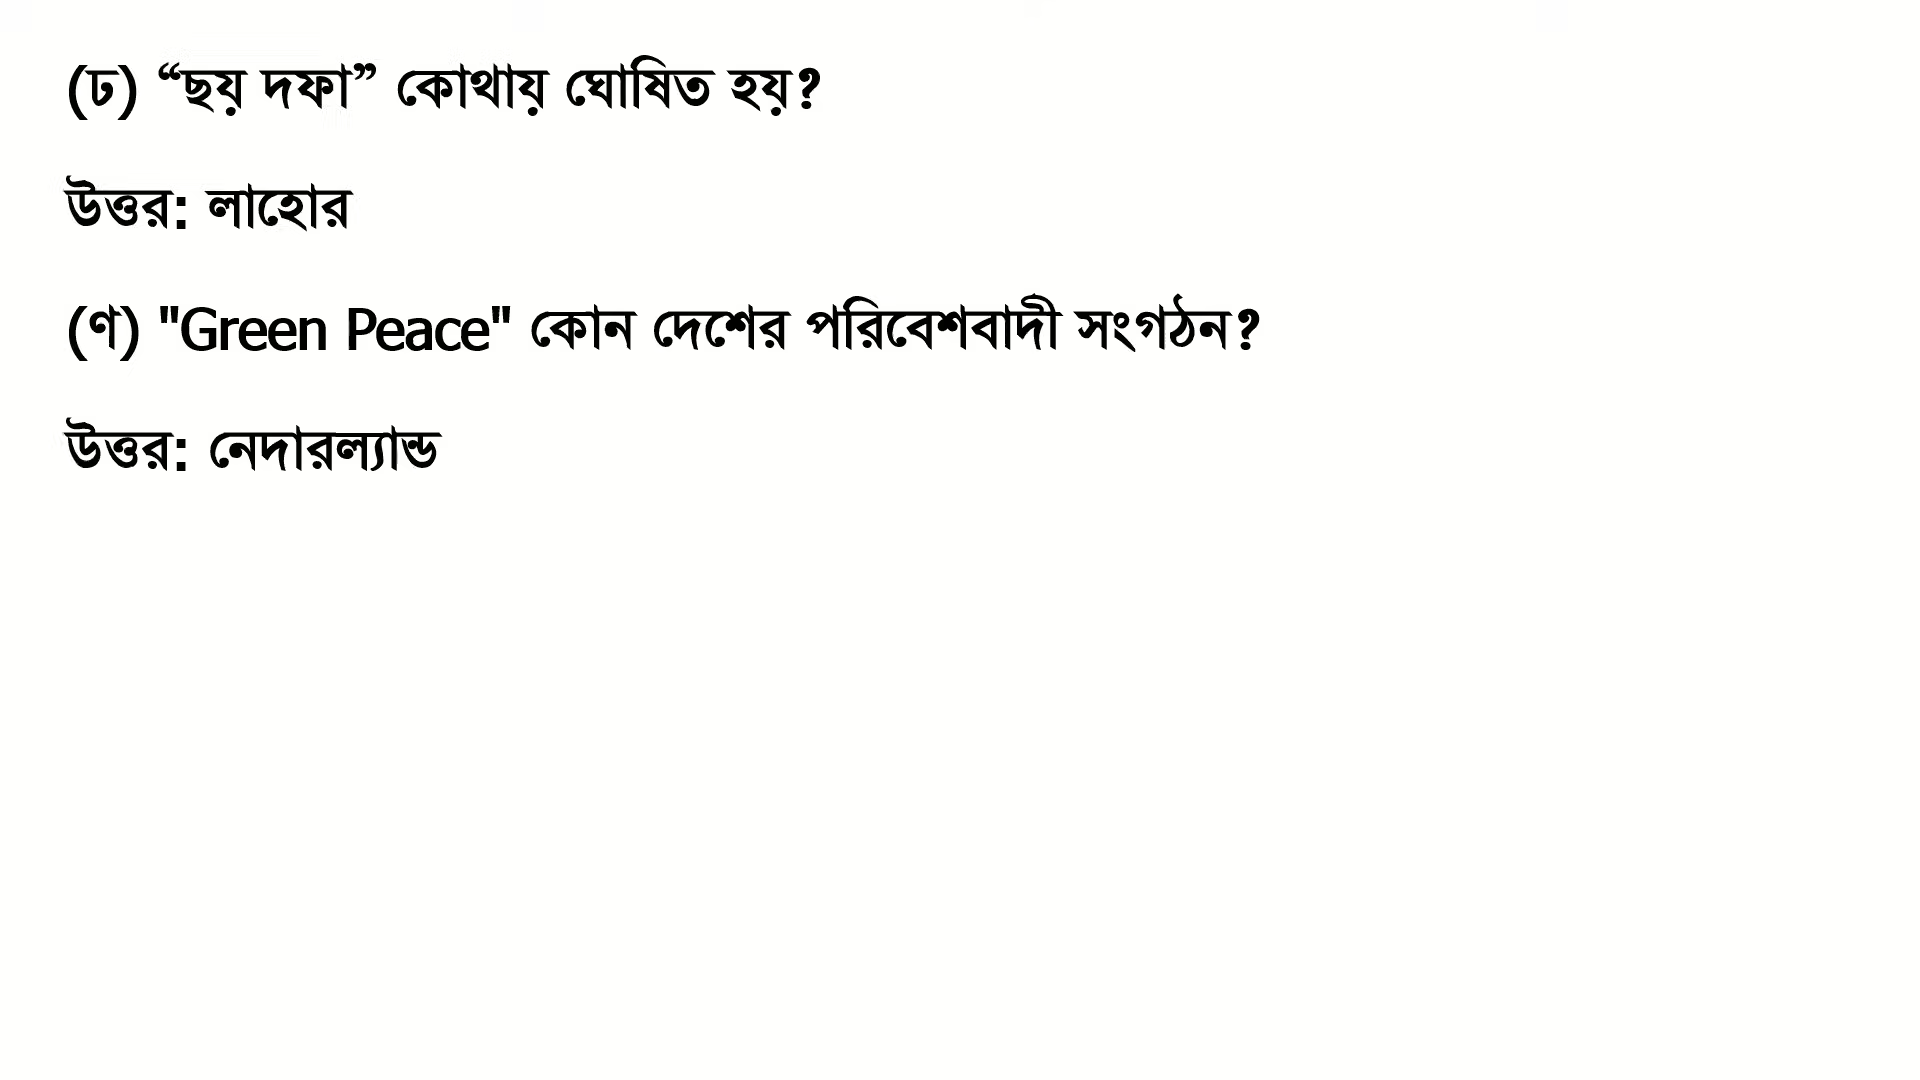 (ঢ) “ছয় দফা” কোথায় ঘোষিত হয়?
উত্তর: লাহোর
(ণ) "Green Peace" কোন দেশের পরিবেশবাদী সংগঠন?
উত্তর: নেদারল্যান্ড